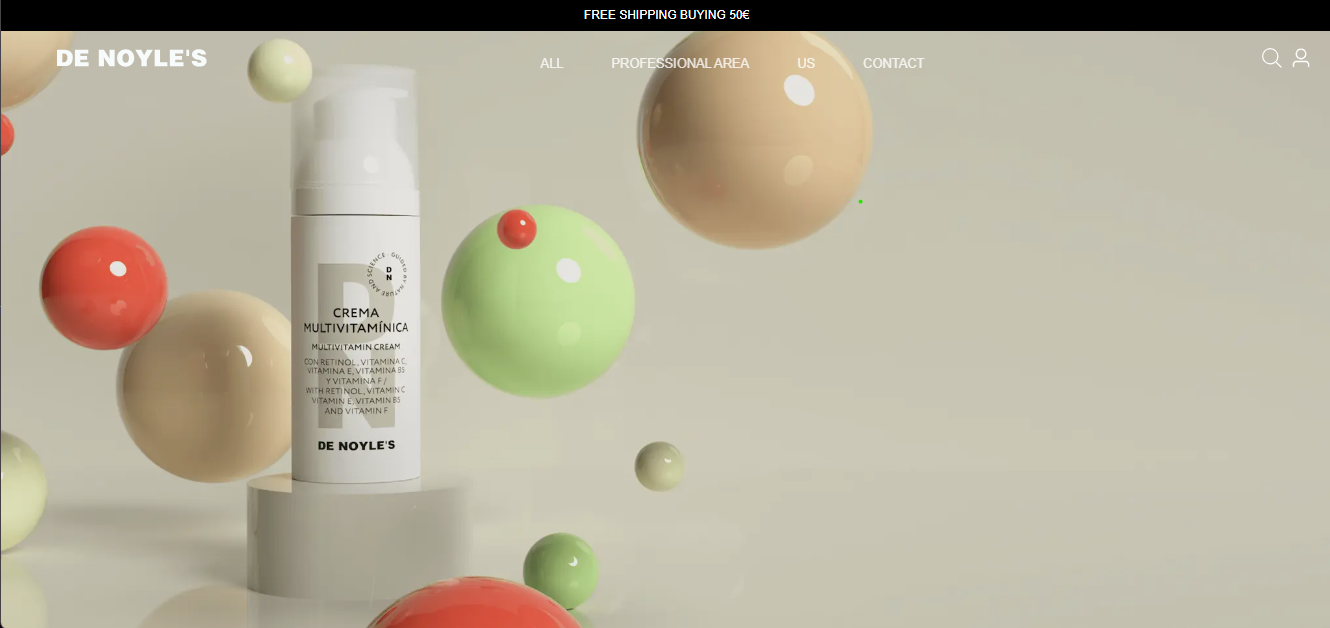 FREE SHIPPING BUYING 50€
DE NOYLE'S
ALL
PROFESSIONAL AREA
US
CONTACT
SCIENCE · GUIDED BY NATURE AND
D
N
CREMA
MULTIVITAMÍNICA
MULTIVITAMIN CREAM
CON RETINOL, VITAMINA C,
VITAMINA E, VITAMINA B5
Y VITAMINA F /
WITH RETINOL, VITAMIN C
VITAMIN E, VITAMIN B5
AND VITAMIN F
DE NOYLE'S